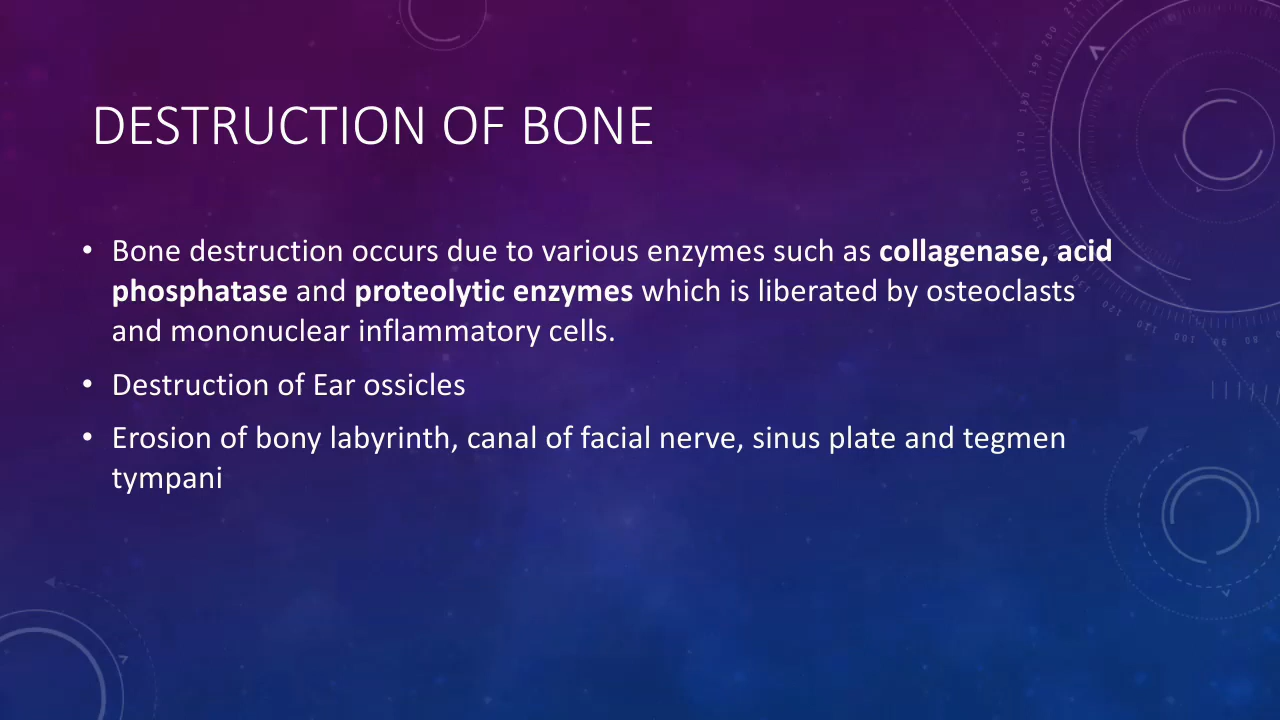 DESTRUCTION OF BONE
• Bone destruction occurs due to various enzymes such as collagenase, acid
phosphatase and proteolytic enzymes which is liberated by osteoclasts
and mononuclear inflammatory cells.
• Destruction of Ear ossicles
• Erosion of bony labyrinth, canal of facial nerve, sinus plate and tegmen
tympani